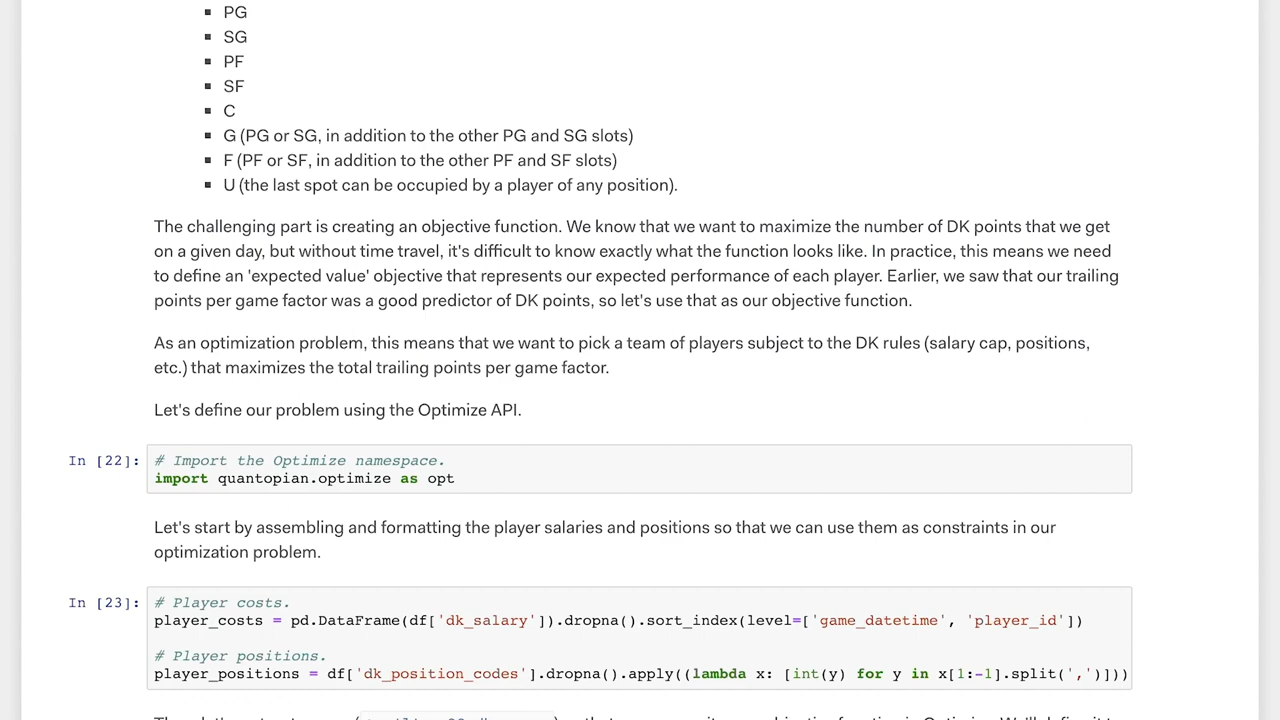 PG
SG
PF
SF
C
G (PG or SG, in addition to the other PG and SG slots)
F (PF or SF, in addition to the other PF and SF slots)
U (the last spot can be occupied by a player of any position).
The challenging part is creating an objective function. We know that we want to maximize the number of DK points that we get
on a given day, but without time travel, it's difficult to know exactly what the function looks like. In practice, this means we need
to define an 'expected value' objective that represents our expected performance of each player. Earlier, we saw that our trailing
points per game factor was a good predictor of DK points, so let's use that as our objective function.
As an optimization problem, this means that we want to pick a team of players subject to the DK rules (salary cap, positions,
etc.) that maximizes the total trailing points per game factor.
Let's define our problem using the Optimize API.
In [22]: # Import the Optimize namespace.
import quantopian.optimize as opt
Let's start by assembling and formatting the player salaries and positions so that we can use them as constraints in our
optimization problem.
In [23]: # Player costs.
player_costs = pd.DataFrame(df['dk_salary']).dropna().sort_index(level=['game_datetime', 'player_id'])
# Player positions.
player_positions = df['dk_position_codes'].dropna().apply((lambda x: [int(y) for y in x[1:-1].split(',')]))